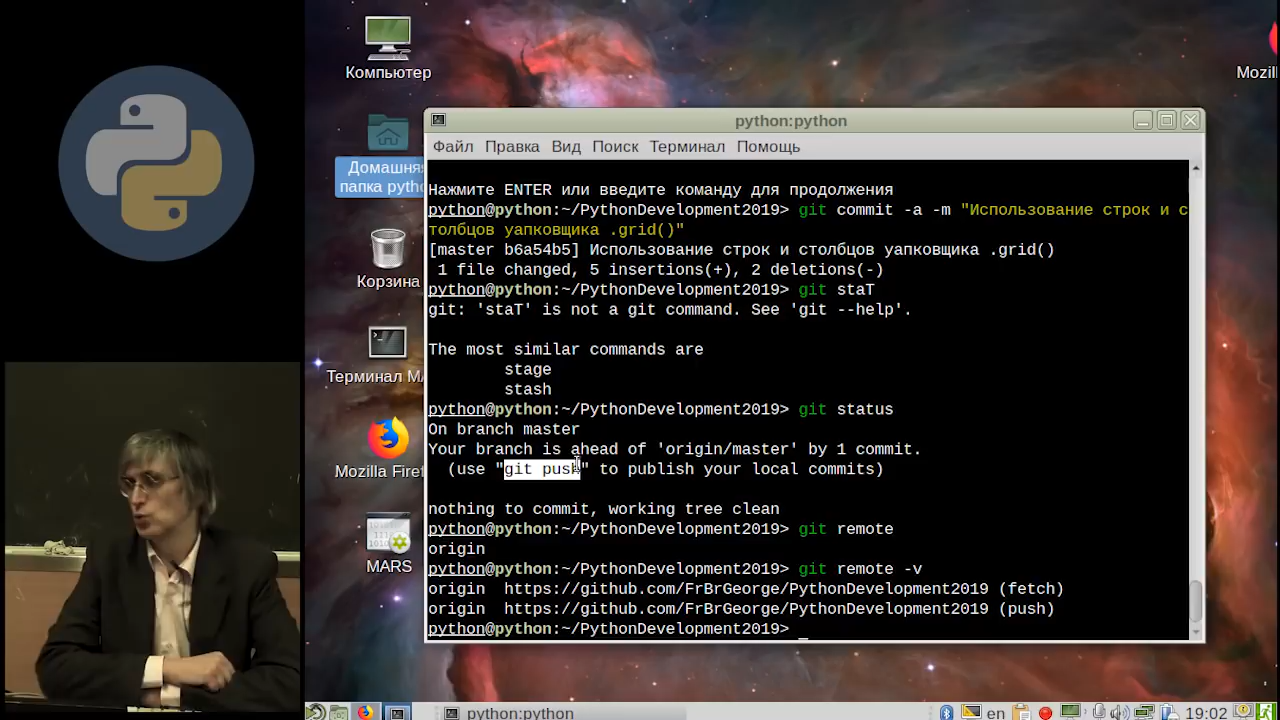 Компьютер
Mozil
Домашняя
папка pytho
Корзина
Терминал MA
Mozilla Firef
MARS
python:python
Файл Правка Вид Поиск Терминал Помощь
Нажмите ENTER или введите команду для продолжения
python@python:~/PythonDevelopment2019> git commit -a -m "Использование строк и с
толбцов уапковщика .grid()"
[master b6a54b5] Использование строк и столбцов уапковщика .grid()
1 file changed, 5 insertions(+), 2 deletions(-)
python@python:~/PythonDevelopment2019> git staT
git: 'staT' is not a git command. See 'git --help'.
The most similar commands are
stage
stash
python@python:~/PythonDevelopment2019> git status
On branch master
Your branch is ahead of 'origin/master' by 1 commit.
(use "git push" to publish your local commits)
nothing to commit, working tree clean
python@python:~/PythonDevelopment2019> git remote
origin
python@python:~/PythonDevelopment2019> git remote -v
origin https://github.com/FrBrGeorge/PythonDevelopment2019 (fetch)
origin https://github.com/FrBrGeorge/PythonDevelopment2019 (push)
python@python:~/PythonDevelopment2019>
python:python
en
19:02